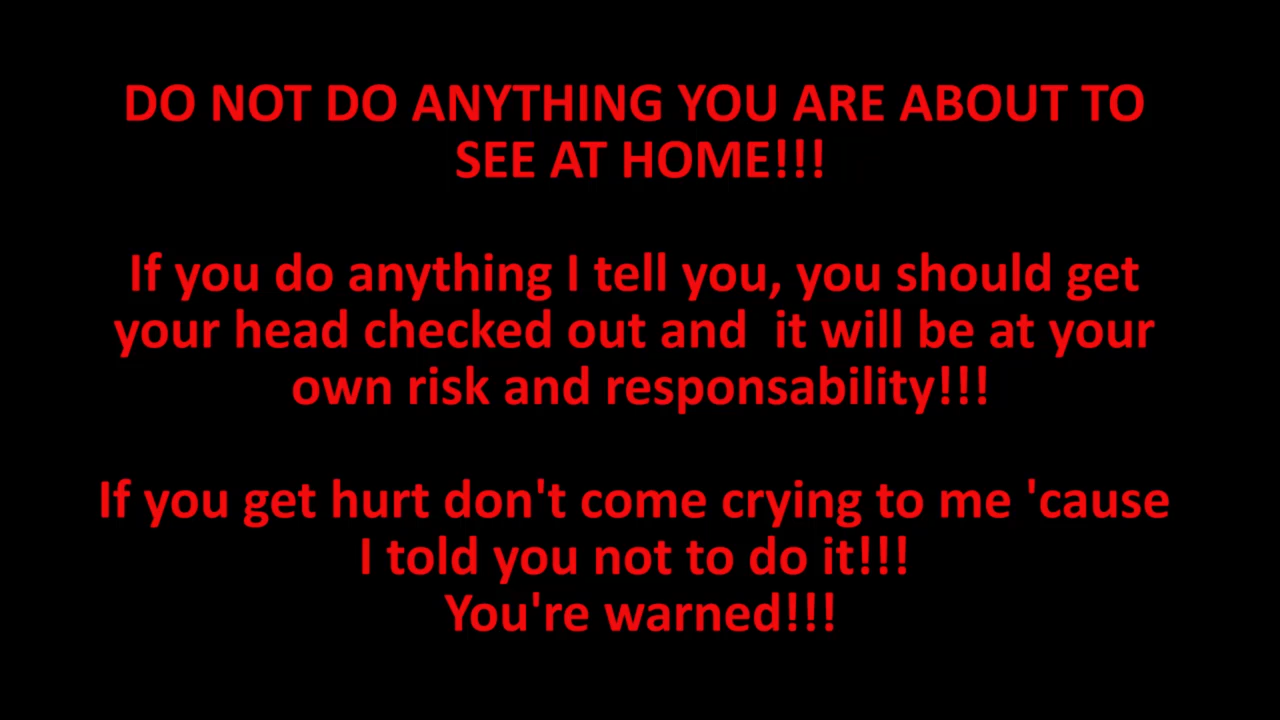 DO NOT DO ANYTHING YOU ARE ABOUT TO
SEE AT HOME!!!
If you do anything I tell you, you should get
your head checked out and  it will be at your
own risk and responsability!!!
If you get hurt don't come crying to me 'cause
I told you not to do it!!!
You're warned!!!